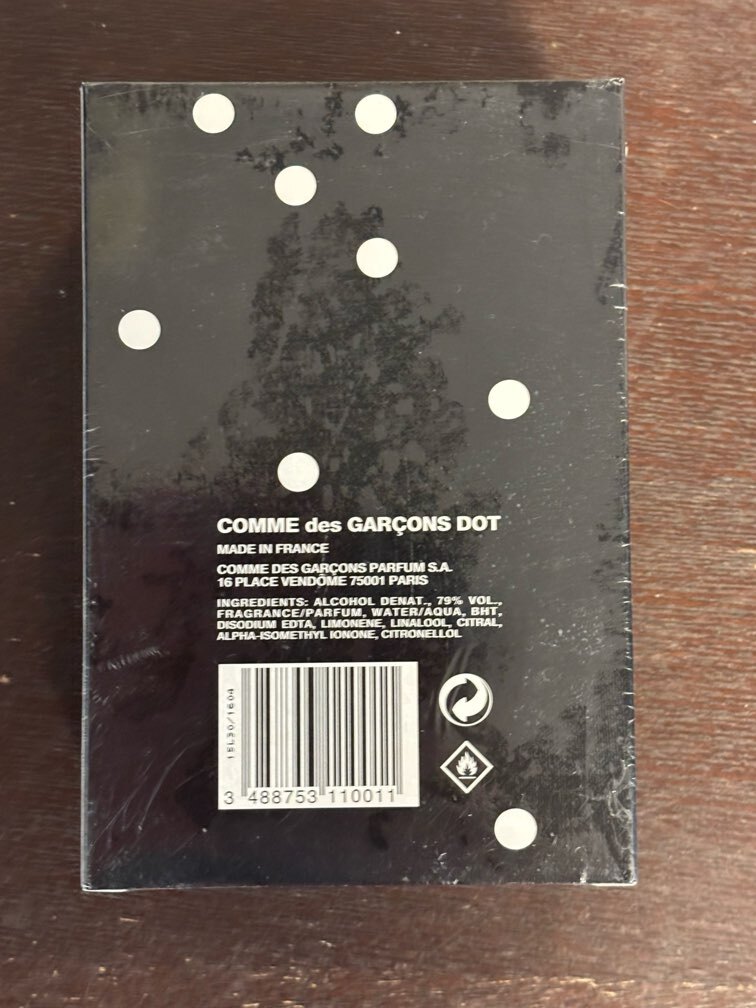 COMME des GARÇONS DOT
MADE IN FRANCE
COMME DES GARÇONS PARFUM S.A.
16 PLACE VENDÔME 75001 PARIS
INGREDIENTS: ALCOHOL DENAT., 79% VOL.,
FRAGRANCE/PARFUM, WATER/AQUA, BHT,
DISODIUM EDTA, LIMONENE, LINALOOL, CITRAL,
ALPHA-ISOMETHYL IONONE, CITRONELLOL
3 488753 110011